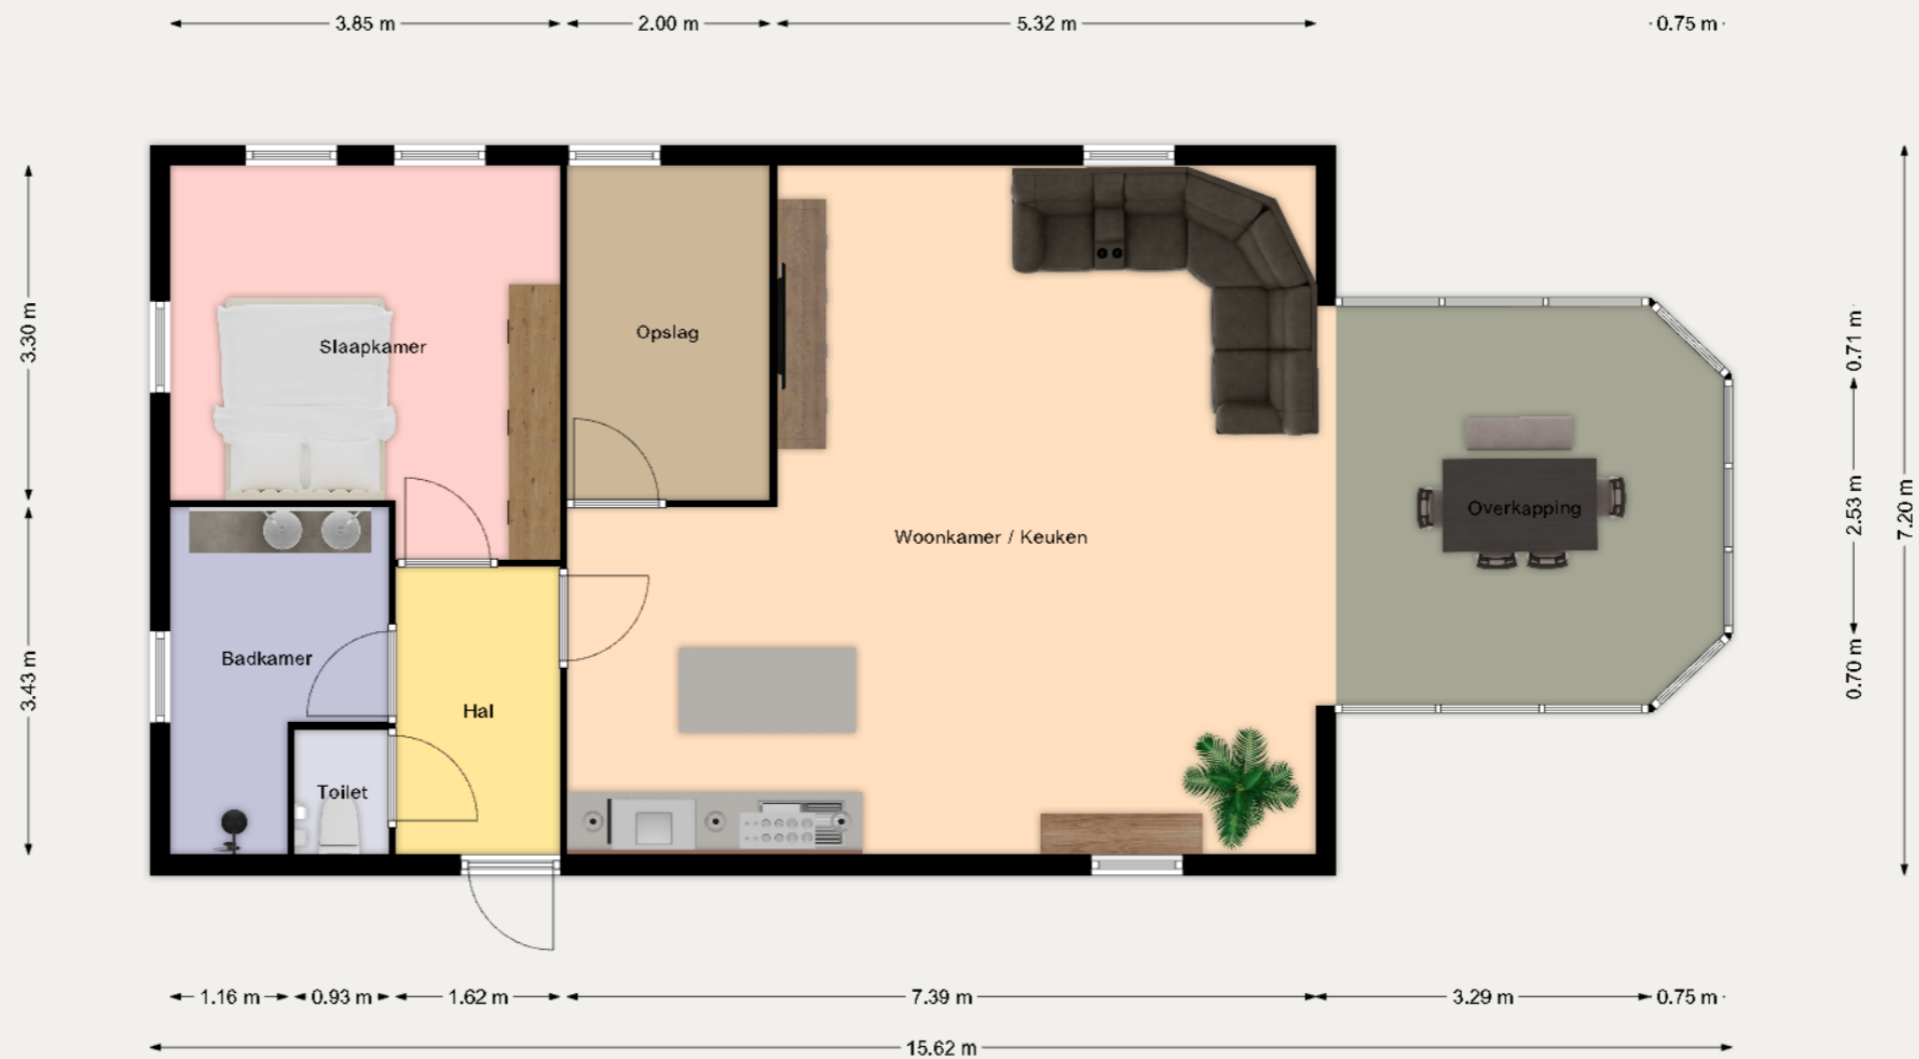 3.85 m
2.00 m
5.32 m
0.75 m
3.30 m
3.43 m
Slaapkamer
Opslag
Woonkamer / Keuken
Overkapping
Badkamer
Hal
Toilet
0.71 m
2.53 m
0.70 m
7.20 m
1.16 m
0.93 m
1.62 m
7.39 m
3.29 m
0.75 m
15.62 m